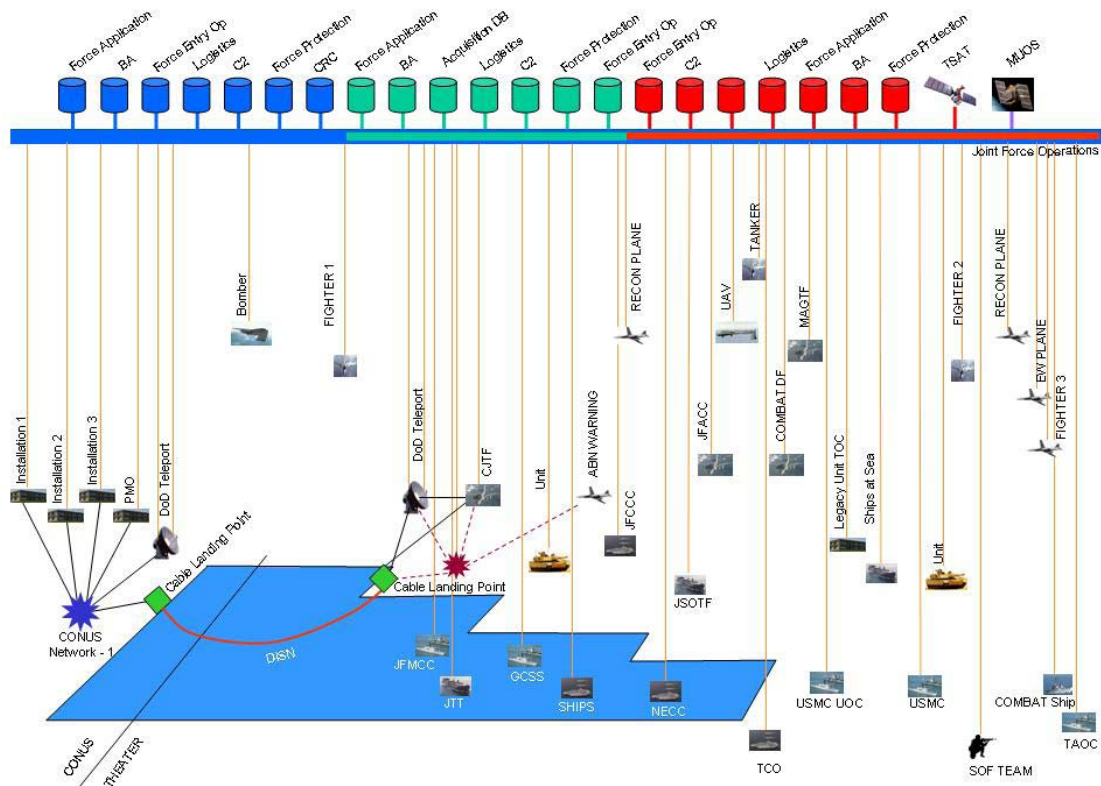 Force Application
BA
Force Entry Op
Logistics
C2
Force Protection
CRC
Force Application
BA
Acquisition DB
Logistics
C2
Force Protection
Force Entry Op
Force Entry Op
C2
Logistics
Force Application
BA
Force Protection
TSAT
MUOS
Joint Force Operations
Bomber
FIGHTER 1
RECON PLANE
UAV
TANKER
MAGTF
FIGHTER 2
RECON PLANE
EW PLANE
FIGHTER 3
Installation 1
Installation 2
Installation 3
PMO
DoD Teleport
Cable Landing Point
DoD Teleport
CJTF
Unit
ABN WARNING
JFCCC
JFACC
COMBAT DF
Legacy Unit TOC
Ships at Sea
Unit
Cable Landing Point
JSOTF
CONUS
Network - 1
DISN
JFMCC
JTT
GCSS
SHIPS
NECC
USMC UOC
USMC
COMBAT Ship
TAOC
TCO
SOF TEAM
CONUS
THEATER